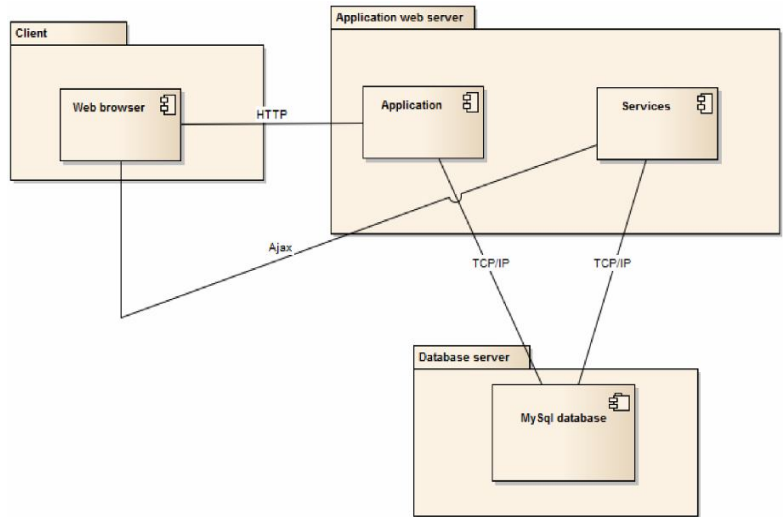 Client
Application web server
Web browser
HTTP
Application
Services
Ajax
TCP/IP
TCP/IP
Database server
MySql database